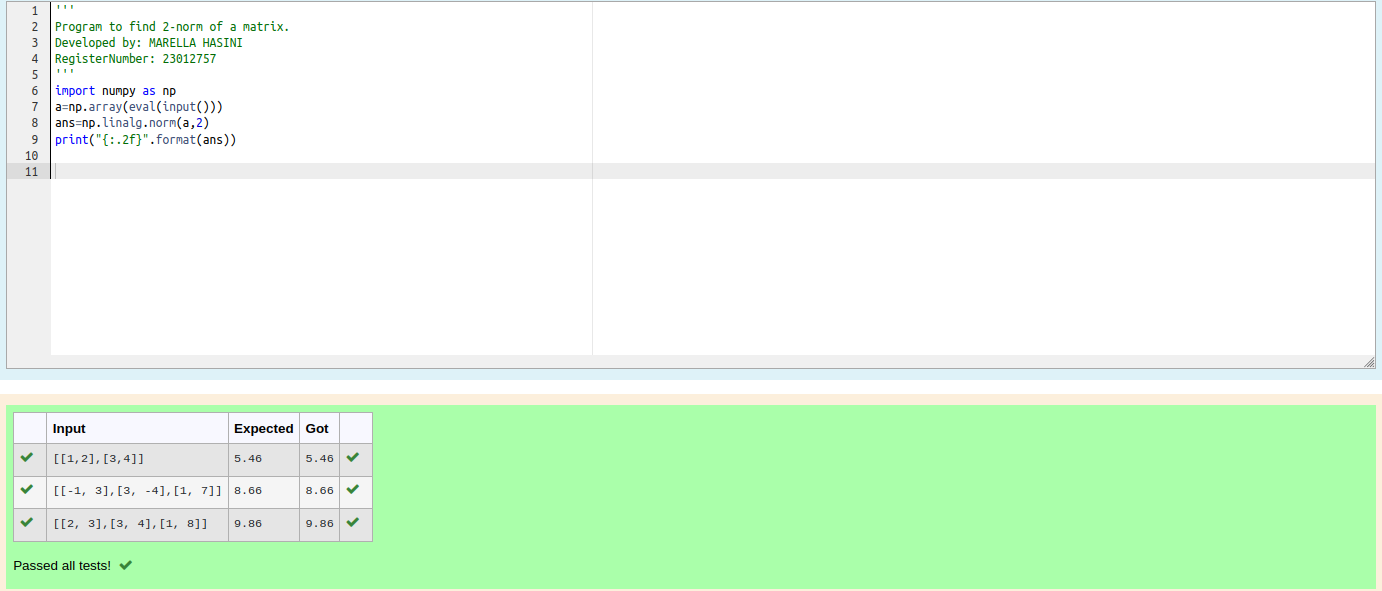 1 '''
2 Program to find 2-norm of a matrix.
3 Developed by: MARELLA HASINI
4 RegisterNumber: 23012757
5 '''
6 import numpy as np
7 a=np.array(eval(input()))
8 ans=np.linalg.norm(a,2)
9 print("{:.2f}".format(ans))
10
11
Input Expected Got
[[1,2],[3,4]] 5.46 5.46
[[-1, 3],[3, -4],[1, 7]] 8.66 8.66
[[2, 3],[3, 4],[1, 8]] 9.86 9.86
Passed all tests!